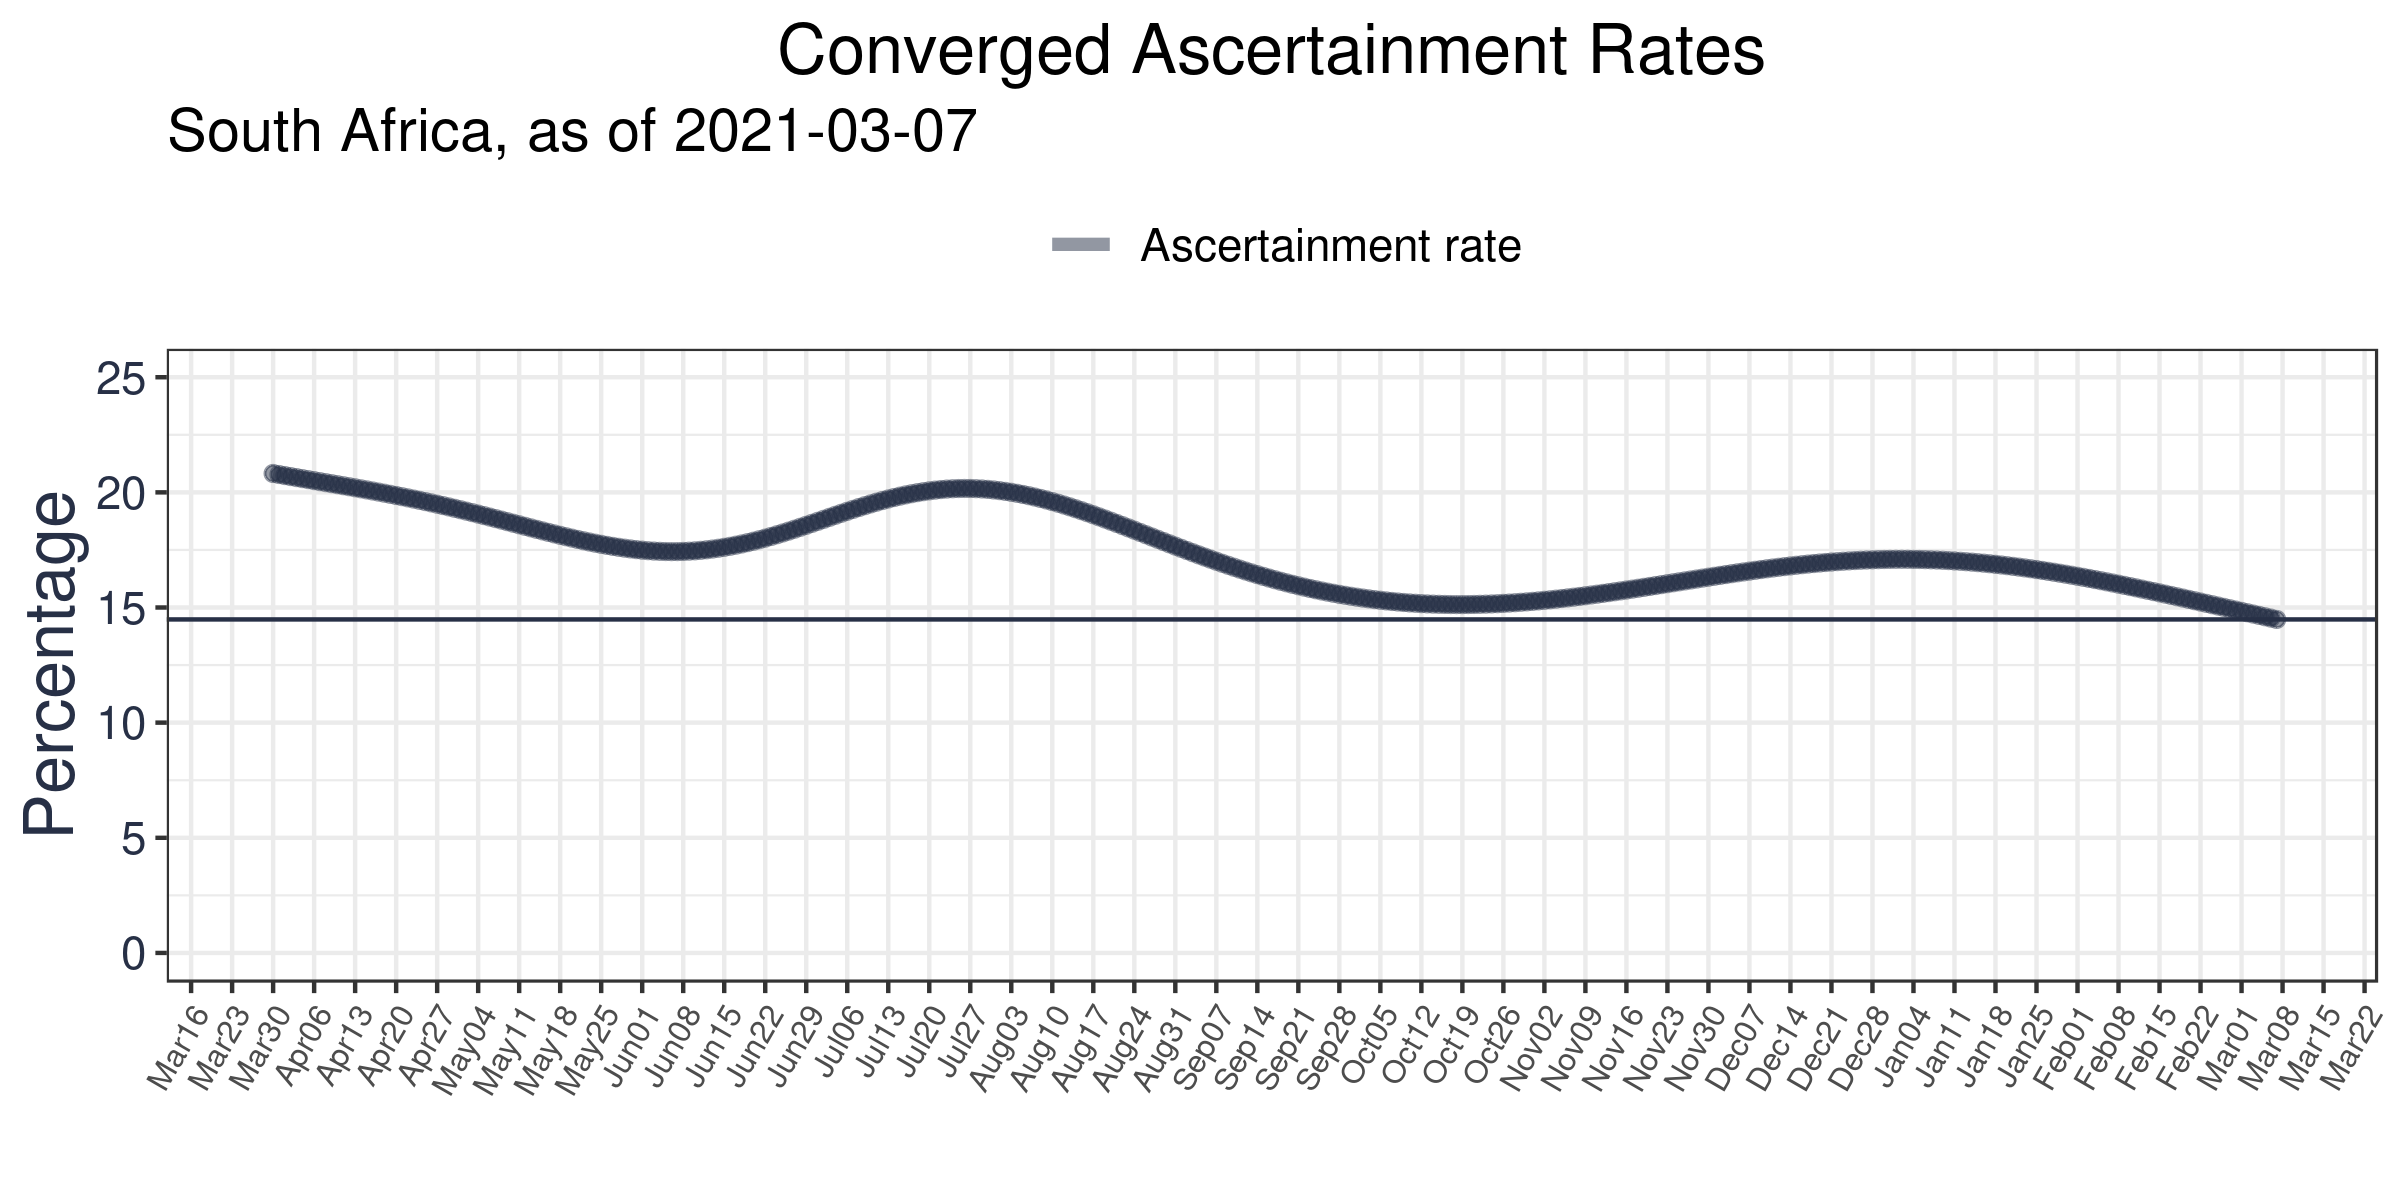 Converged Ascertainment Rates
South Africa, as of 2021-03-07
Ascertainment rate
Percentage
25
20
15
10
5
0
Mar16
Mar23
Mar30
Apr06
Apr13
Apr20
Apr27
May04
May11
May18
May25
Jun01
Jun08
Jun15
Jun22
Jun29
Jul06
Jul13
Jul20
Jul27
Aug03
Aug10
Aug17
Aug24
Aug31
Sep07
Sep14
Sep21
Sep28
Oct05
Oct12
Oct19
Oct26
Nov02
Nov09
Nov16
Nov23
Nov30
Dec07
Dec14
Dec21
Dec28
Jan04
Jan11
Jan18
Jan25
Feb01
Feb08
Feb15
Feb22
Mar01
Mar08
Mar15
Mar22